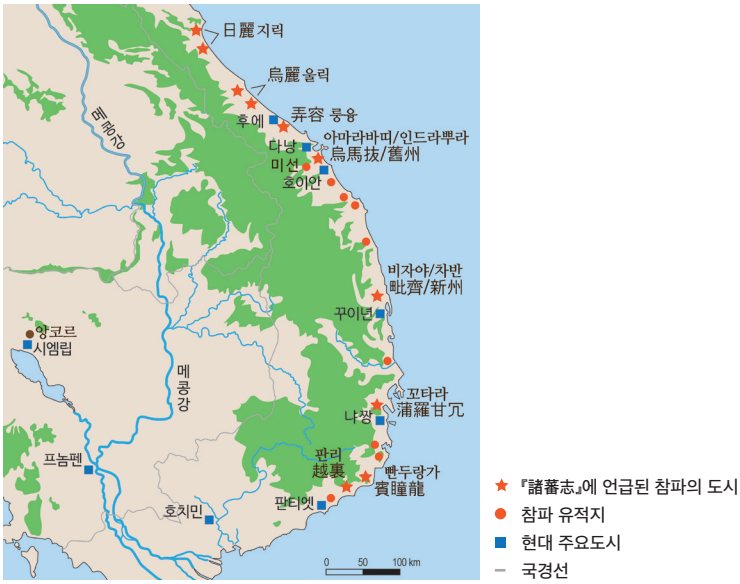 日麗 지릭
烏麗 울릭
메콩강
후에
弄容 룽융
다낭
아마라바띠/인드라뿌라
烏馬拔/舊州
미선
호이안
비자야/차반
毗齊/新州
꾸이년
앙코르
시엠립
메콩강
꼬타라
蒲羅甘兀
냐짱
판리
越裏
빤두랑가
賓瞳龍
프놈펜
호치민
판티엣
0 50 100 km
『諸蕃志』에 언급된 참파의 도시
참파 유적지
현대 주요도시
국경선